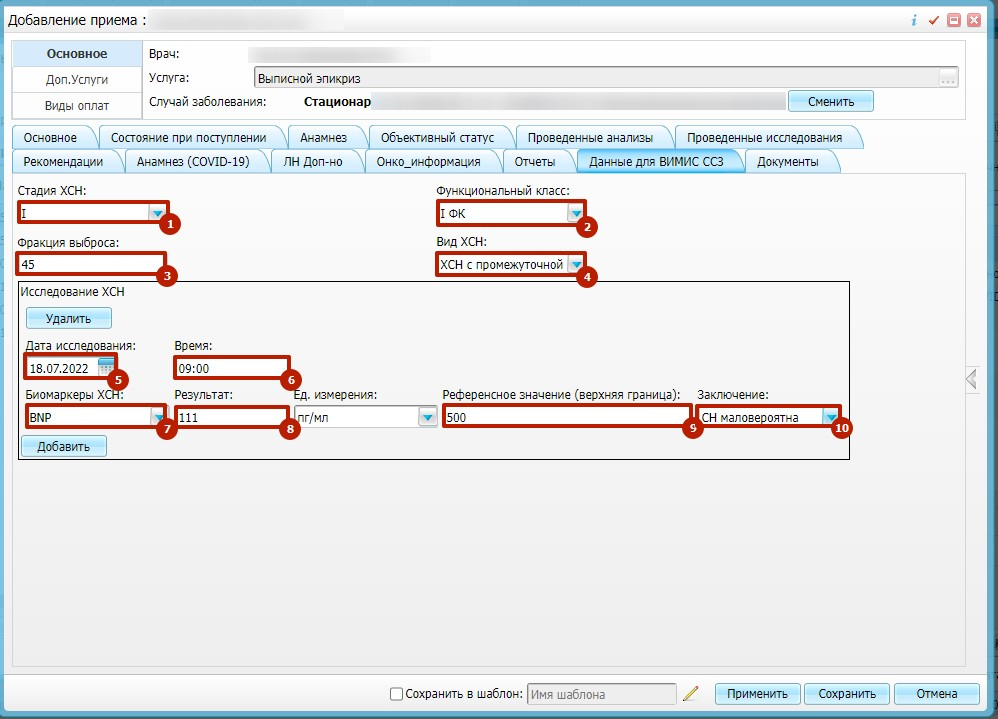 Добавление приема :
Основное
Доп.Услуги
Виды оплат
Врач:
Услуга: Выписной эпикриз ...
Случай заболевания: Стационар Сменить
Основное Состояние при поступлении Анамнез Объективный статус Проведенные анализы Проведенные исследования
Рекомендации Анамнез (COVID-19) ЛН Доп-но Онко_информация Отчеты Данные для ВИМИС ССЗ Документы
Стадия ХСН: Функциональный класс:
I 1 I ФК 2
Фракция выброса: Вид ХСН:
45 3 ХСН с промежуточной 4
Исследование ХСН
Удалить
Дата исследования: Время:
18.07.2022 5 09:00 6
Биомаркеры ХСН: Результат: Ед. измерения: Референсное значение (верхняя граница): Заключение:
BNP 7 111 8 пг/мл 500 9 СН маловероятна 10
Добавить
Сохранить в шаблон: Имя шаблона Применить Сохранить Отмена